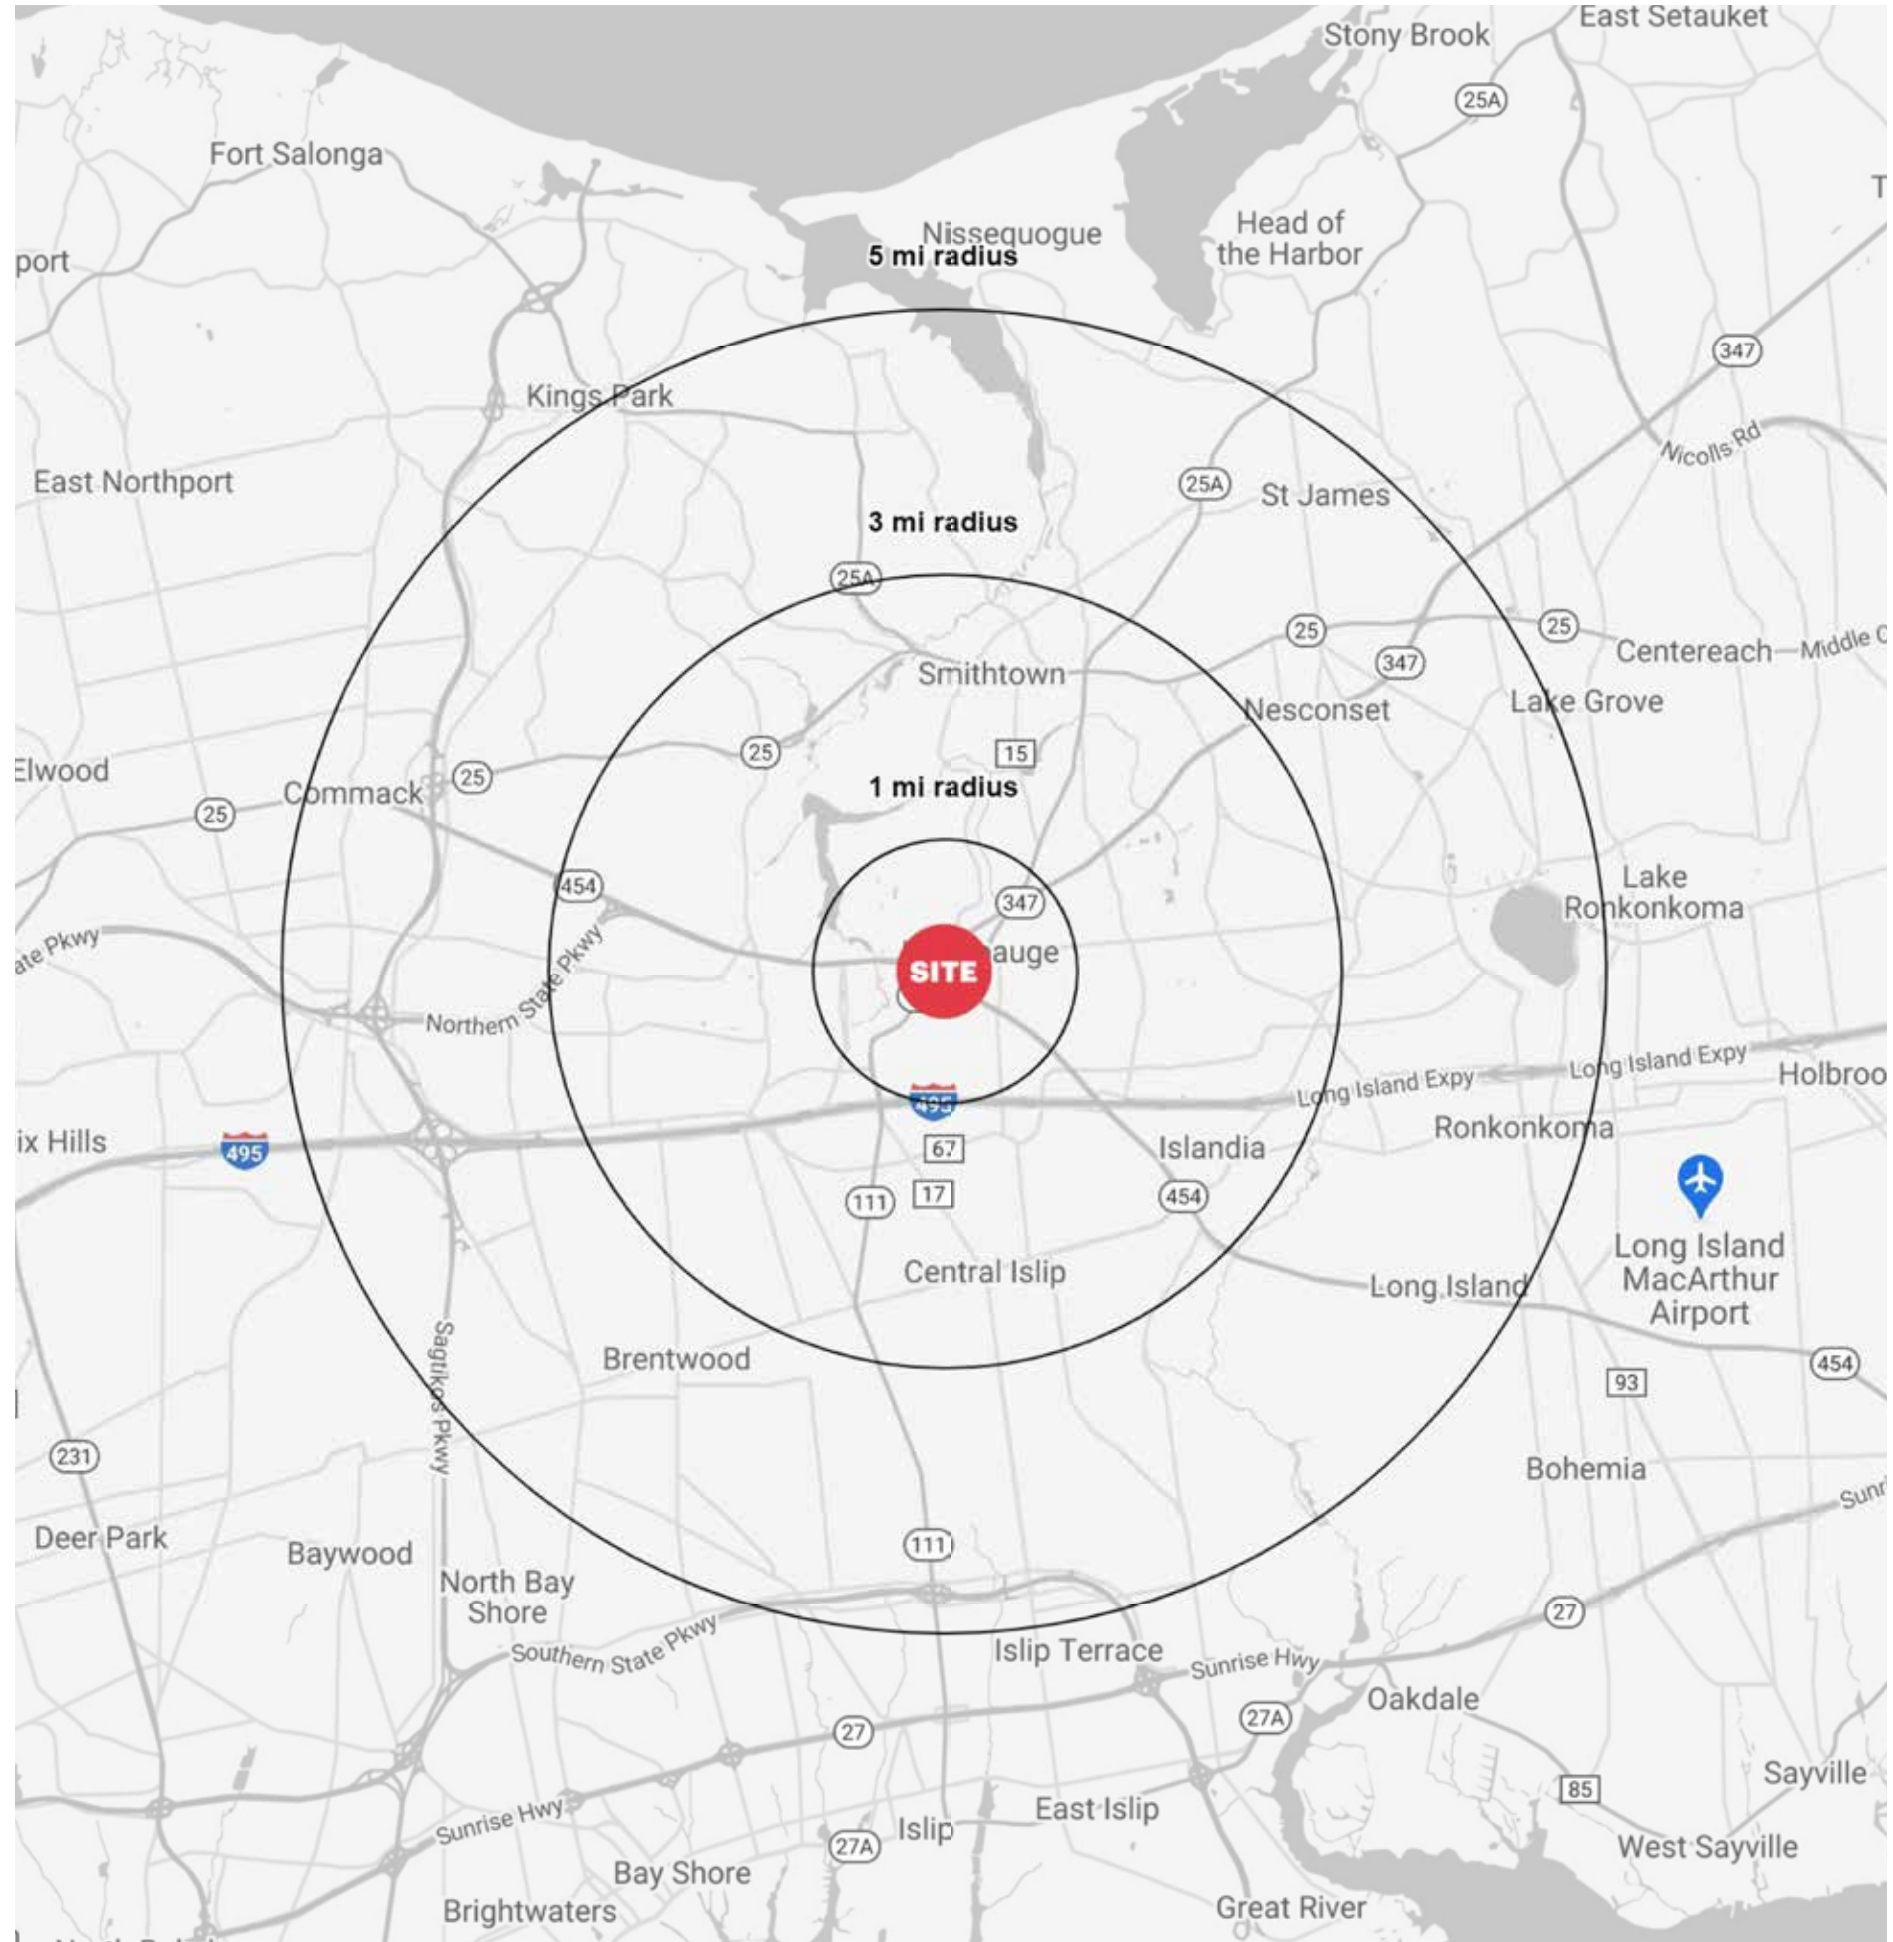 East Setauket
Stony Brook
25A
Fort Salonga
T
Head of
the Harbor
Nissequogue
5 mi radius
port
347
Kings Park
Nicolls Rd
East Northport
25A
St James
3 mi radius
25A
25
25
Centereach
Middle C
347
Smithtown
Lake Grove
Nesconset
25
15
Elwood
25
Commack
1 mi radius
25
Lake
Ronkonkoma
454
347
ate Pkwy
auge
SITE
Northern State Pkwy
Long Island Expy
Long Island Expy
Holbroo
495
Ronkonkoma
ix Hills
495
67
Islandia
17
111
454
Long Island
MacArthur
Airport
Central Islip
Long Island
Sagtikos Pkwy
Brentwood
454
93
231
Bohemia
Sunr
Deer Park
Baywood
111
North Bay
Shore
27
Southern State Pkwy
Islip Terrace
Sunrise Hwy
Oakdale
27A
27
Sayville
85
Sunrise Hwy
East Islip
Islip
27A
West Sayville
Bay Shore
Great River
Brightwaters